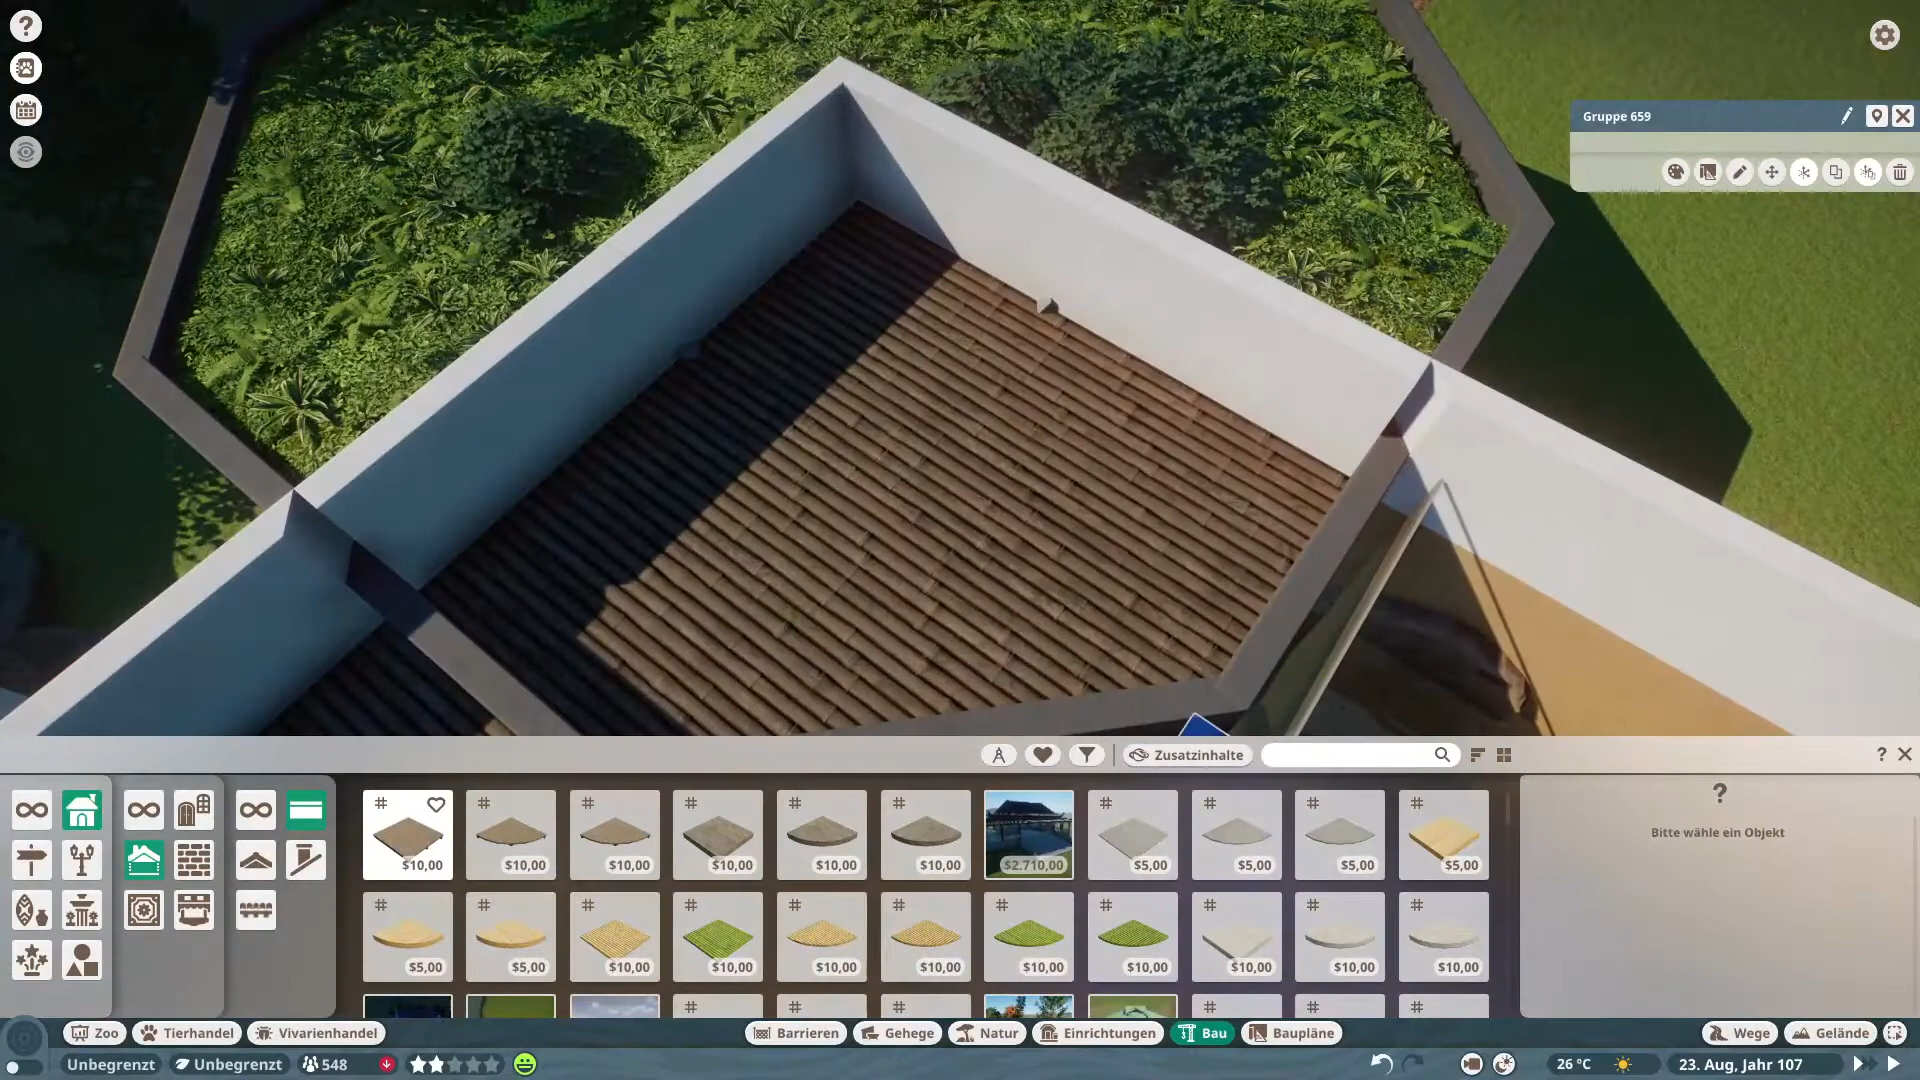 Gruppe 659
Zusatzinhalte
?
?
Bitte wähle ein Objekt
# $10,00
# $10,00
# $10,00
# $10,00
# $10,00
# $10,00
$2.710,00
# $5,00
# $5,00
# $5,00
# $5,00
# $5,00
# $5,00
# $10,00
# $10,00
# $10,00
# $10,00
# $10,00
# $10,00
# $10,00
# $10,00
# $10,00
# # # # # #
Zoo
Tierhandel
Vivarienhandel
Barrieren
Gehege
Natur
Einrichtungen
Bau
Baupläne
Wege
Gelände
Unbegrenzt
Unbegrenzt
548
26 °C
23. Aug, Jahr 107